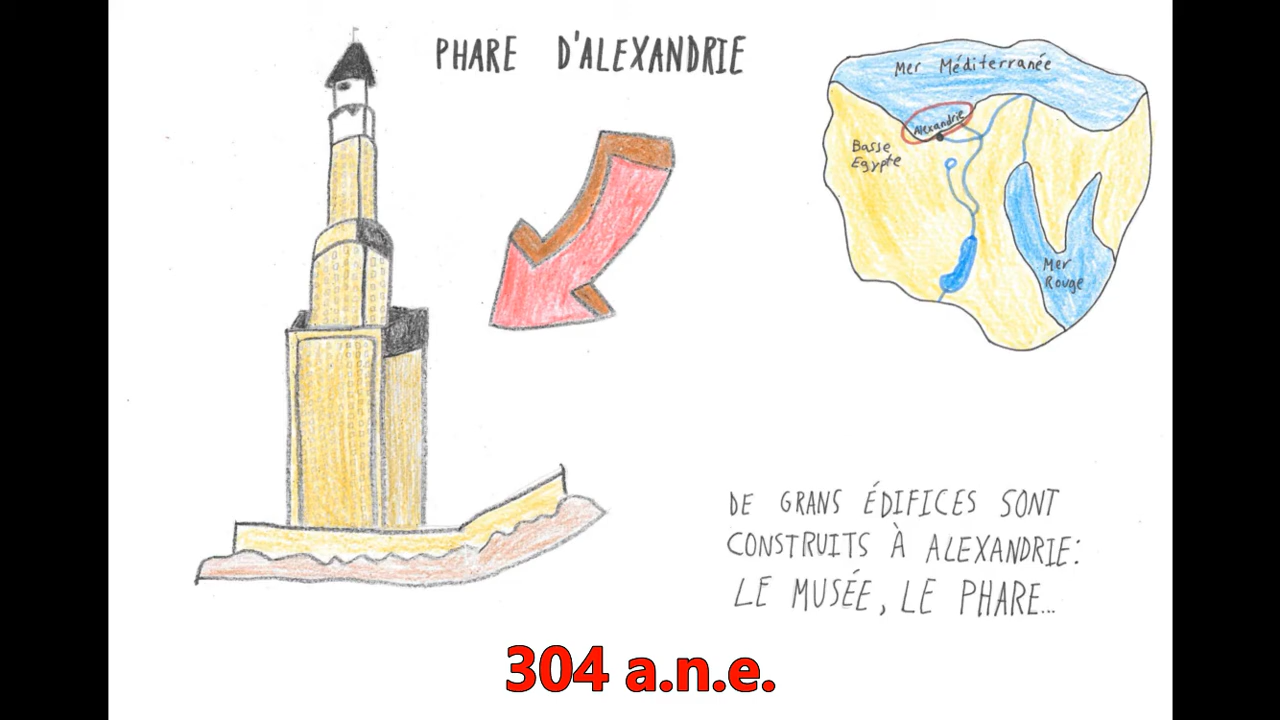 PHARE D'ALEXANDRIE
Mer Méditerranée
Alexandrie
Basse
Egypte
Mer
Rouge
DE GRANS ÉDIFICES SONT
CONSTRUITS À ALEXANDRIE:
LE MUSÉE, LE PHARE...
304 a.n.e.